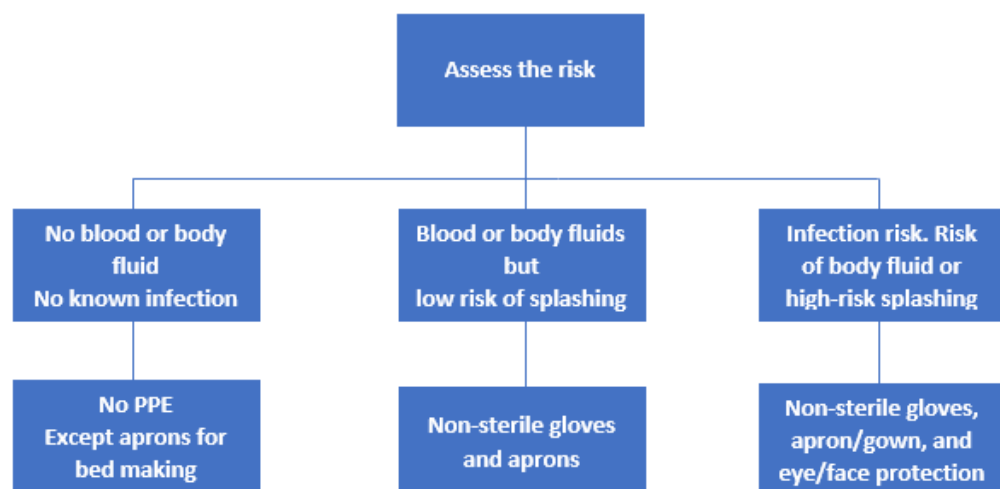 Assess the risk
No blood or body
fluid
No known infection
Blood or body fluids
but
low risk of splashing
Infection risk. Risk
of body fluid or
high-risk splashing
No PPE
Except aprons for
bed making
Non-sterile gloves
and aprons
Non-sterile gloves,
apron/gown, and
eye/face protection